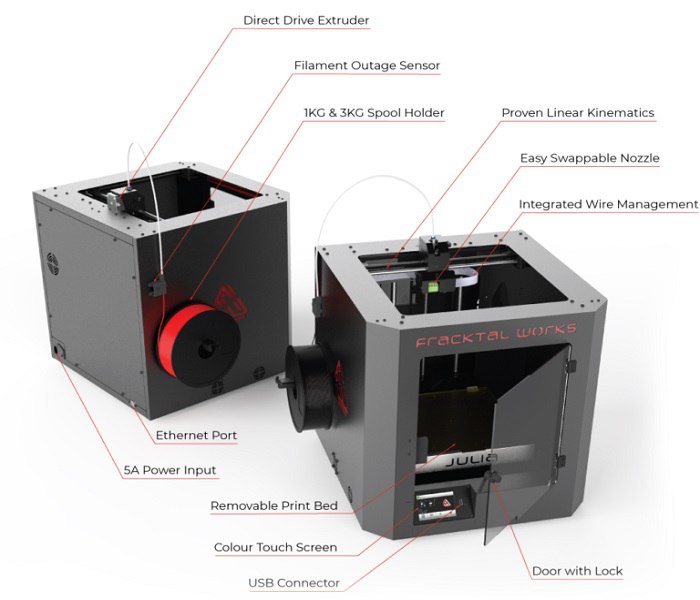 Direct Drive Extruder
Filament Outage Sensor
1KG & 3KG Spool Holder
Proven Linear Kinematics
Easy Swappable Nozzle
Integrated Wire Management
Fracktal Works
JULIA
Ethernet Port
5A Power Input
Removable Print Bed
Colour Touch Screen
USB Connector
Door with Lock